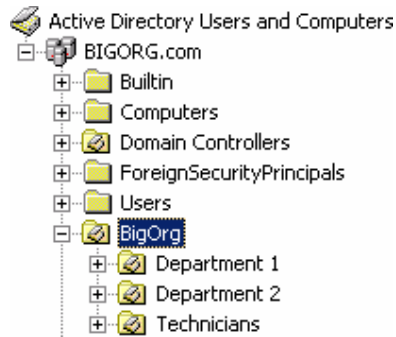 Active Directory Users and Computers
BIGORG.com
Builtin
Computers
Domain Controllers
ForeignSecurityPrincipals
Users
BigOrg
Department 1
Department 2
Technicians